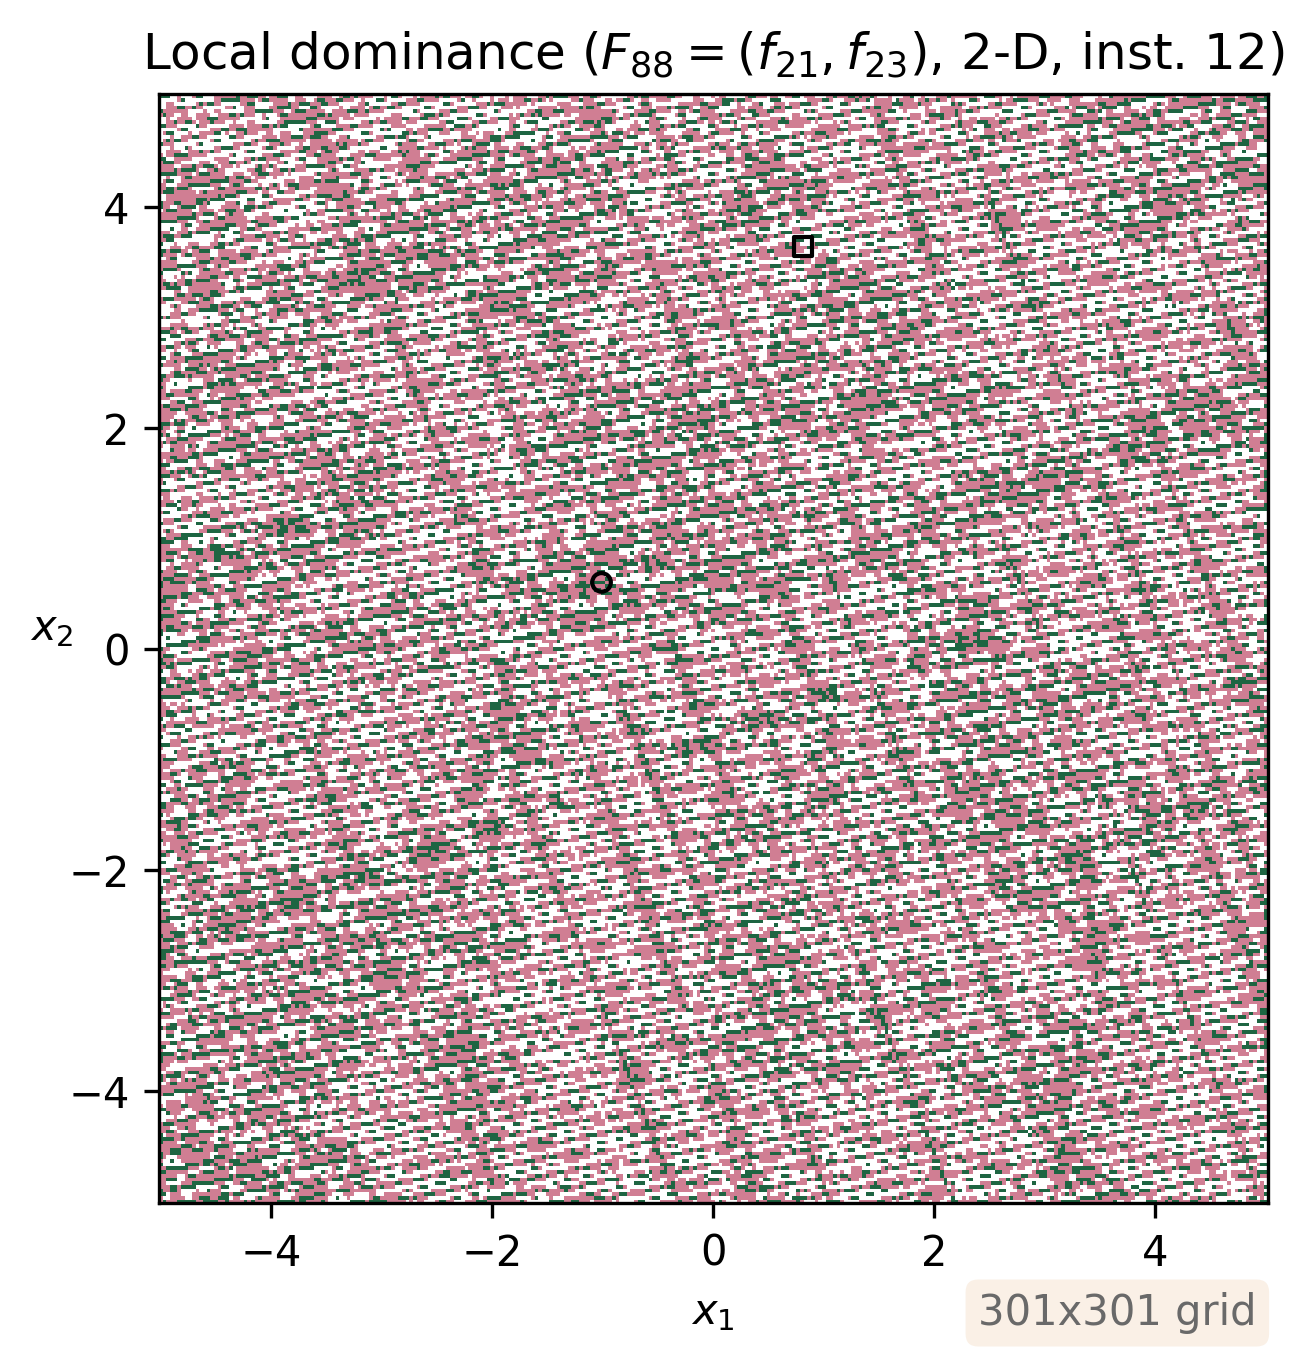 Local dominance (F₈₈ = (f₂₁, f₂₃), 2-D, inst. 12)
4
2
x₂
0
−2
−4
−4 −2 0 2 4
x₁
301x301 grid